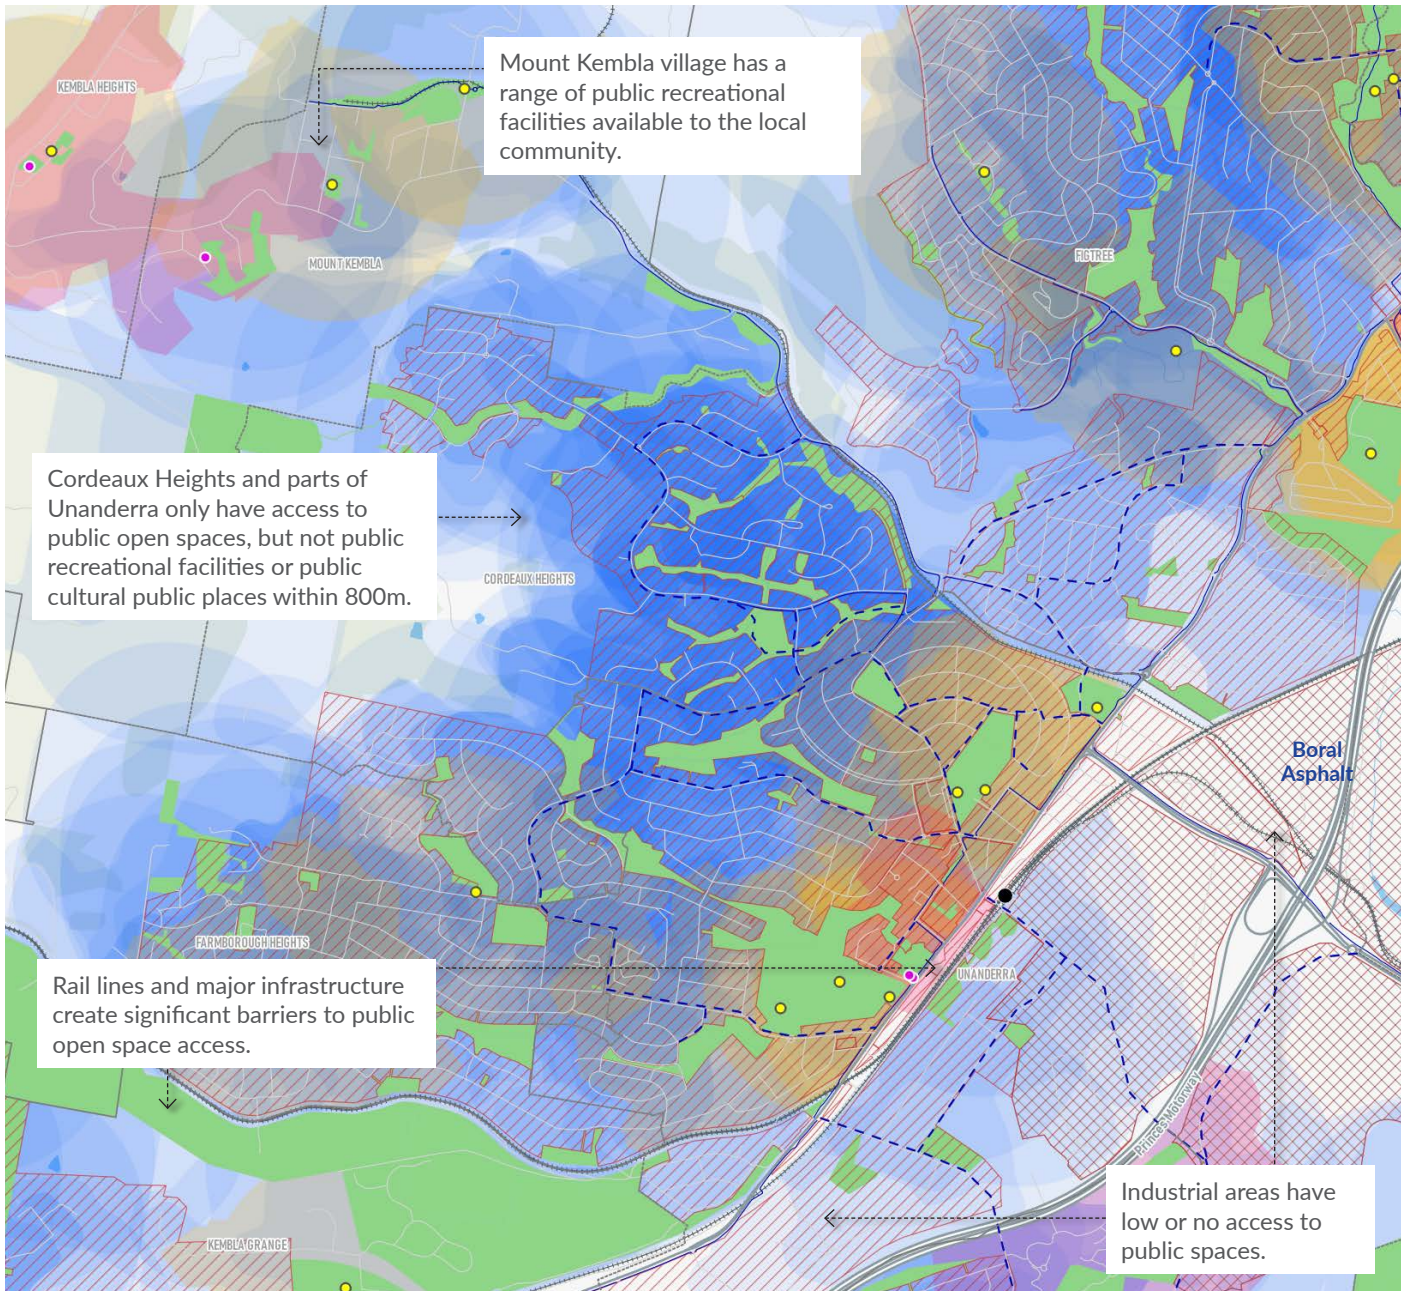 KEMBLA HEIGHTS
Mount Kembla village has a
range of public recreational
facilities available to the local
community.
MOUNT KEMBLA
FIGTREE
Cordeaux Heights and parts of
Unanderra only have access to
public open spaces, but not public
recreational facilities or public
cultural public places within 800m.
CORDEAUX HEIGHTS
Boral
Asphalt
FARMBOROUGH HEIGHTS
Rail lines and major infrastructure
create significant barriers to public
open space access.
UNANDERRA
Princes Motorway
Industrial areas have
low or no access to
public spaces.
KEMBLA GRANGE